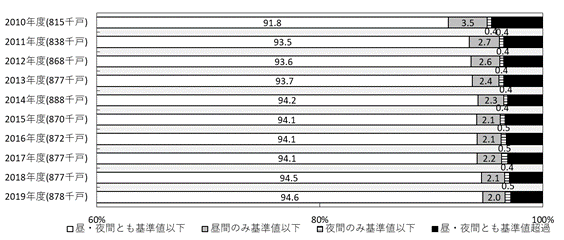 2010年度(815千戸) 91.8 3.5
0.4 0.4
2011年度(838千戸) 93.5 2.7
0.4
2012年度(868千戸) 93.6 2.6
0.4
2013年度(877千戸) 93.7 2.4
0.4
2014年度(888千戸) 94.2 2.3
0.4
2015年度(870千戸) 94.1 2.1
0.5
2016年度(872千戸) 94.1 2.1
0.5
2017年度(877千戸) 94.1 2.2
0.4
2018年度(877千戸) 94.5 2.1
0.5
2019年度(878千戸) 94.6 2.0
60% 80% 100%
昼・夜間とも基準値以下 昼間のみ基準値以下 夜間のみ基準値以下 昼・夜間とも基準値超過